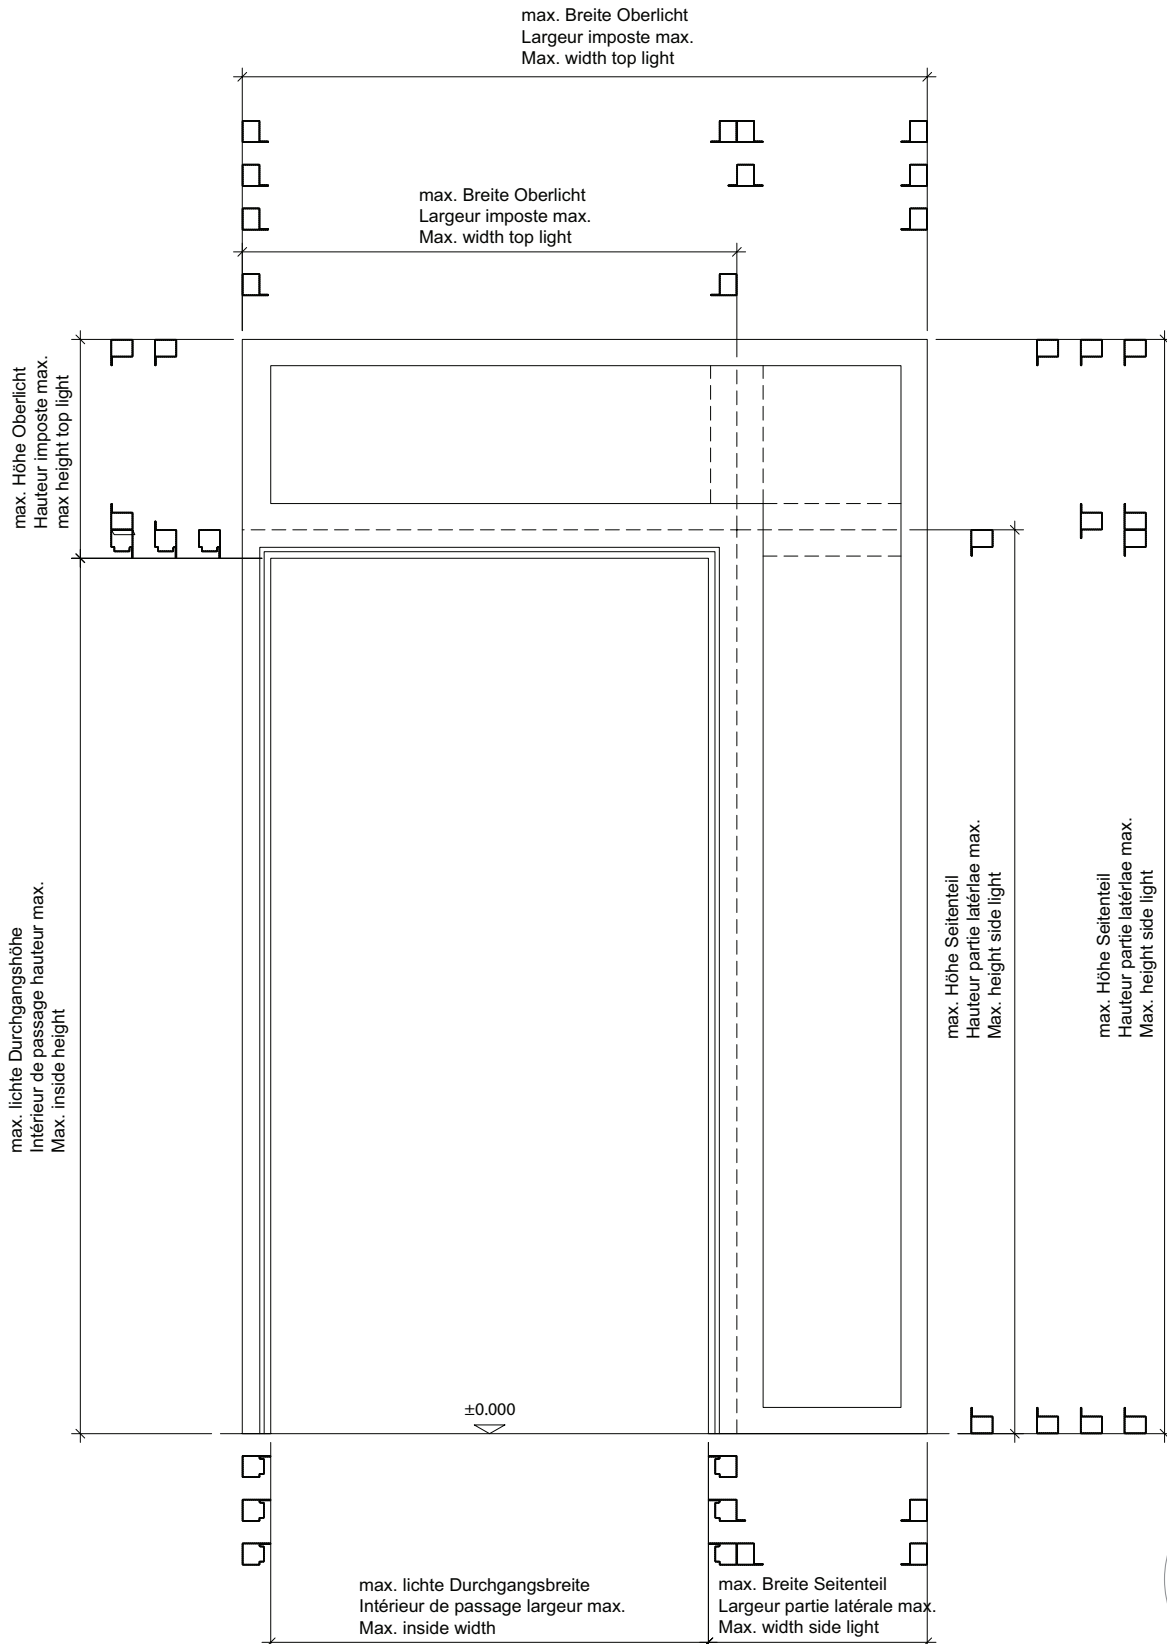 max. Breite Oberlicht
Largeur imposte max.
Max. width top light
max. Breite Oberlicht
Largeur imposte max.
Max. width top light
max. Höhe Oberlicht
Hauteur imposte max.
max height top light
max. lichte Durchgangshöhe
Intérieur de passage hauteur max.
Max. inside height
max. Höhe Seitenteil
Hauteur partie latérlae max.
Max. height side light
max. Höhe Seitenteil
Hauteur partie latérlae max.
Max. height side light
±0.000
max. lichte Durchgangsbreite
Intérieur de passage largeur max.
Max. inside width
max. Breite Seitenteil
Largeur partie latérale max.
Max. width side light